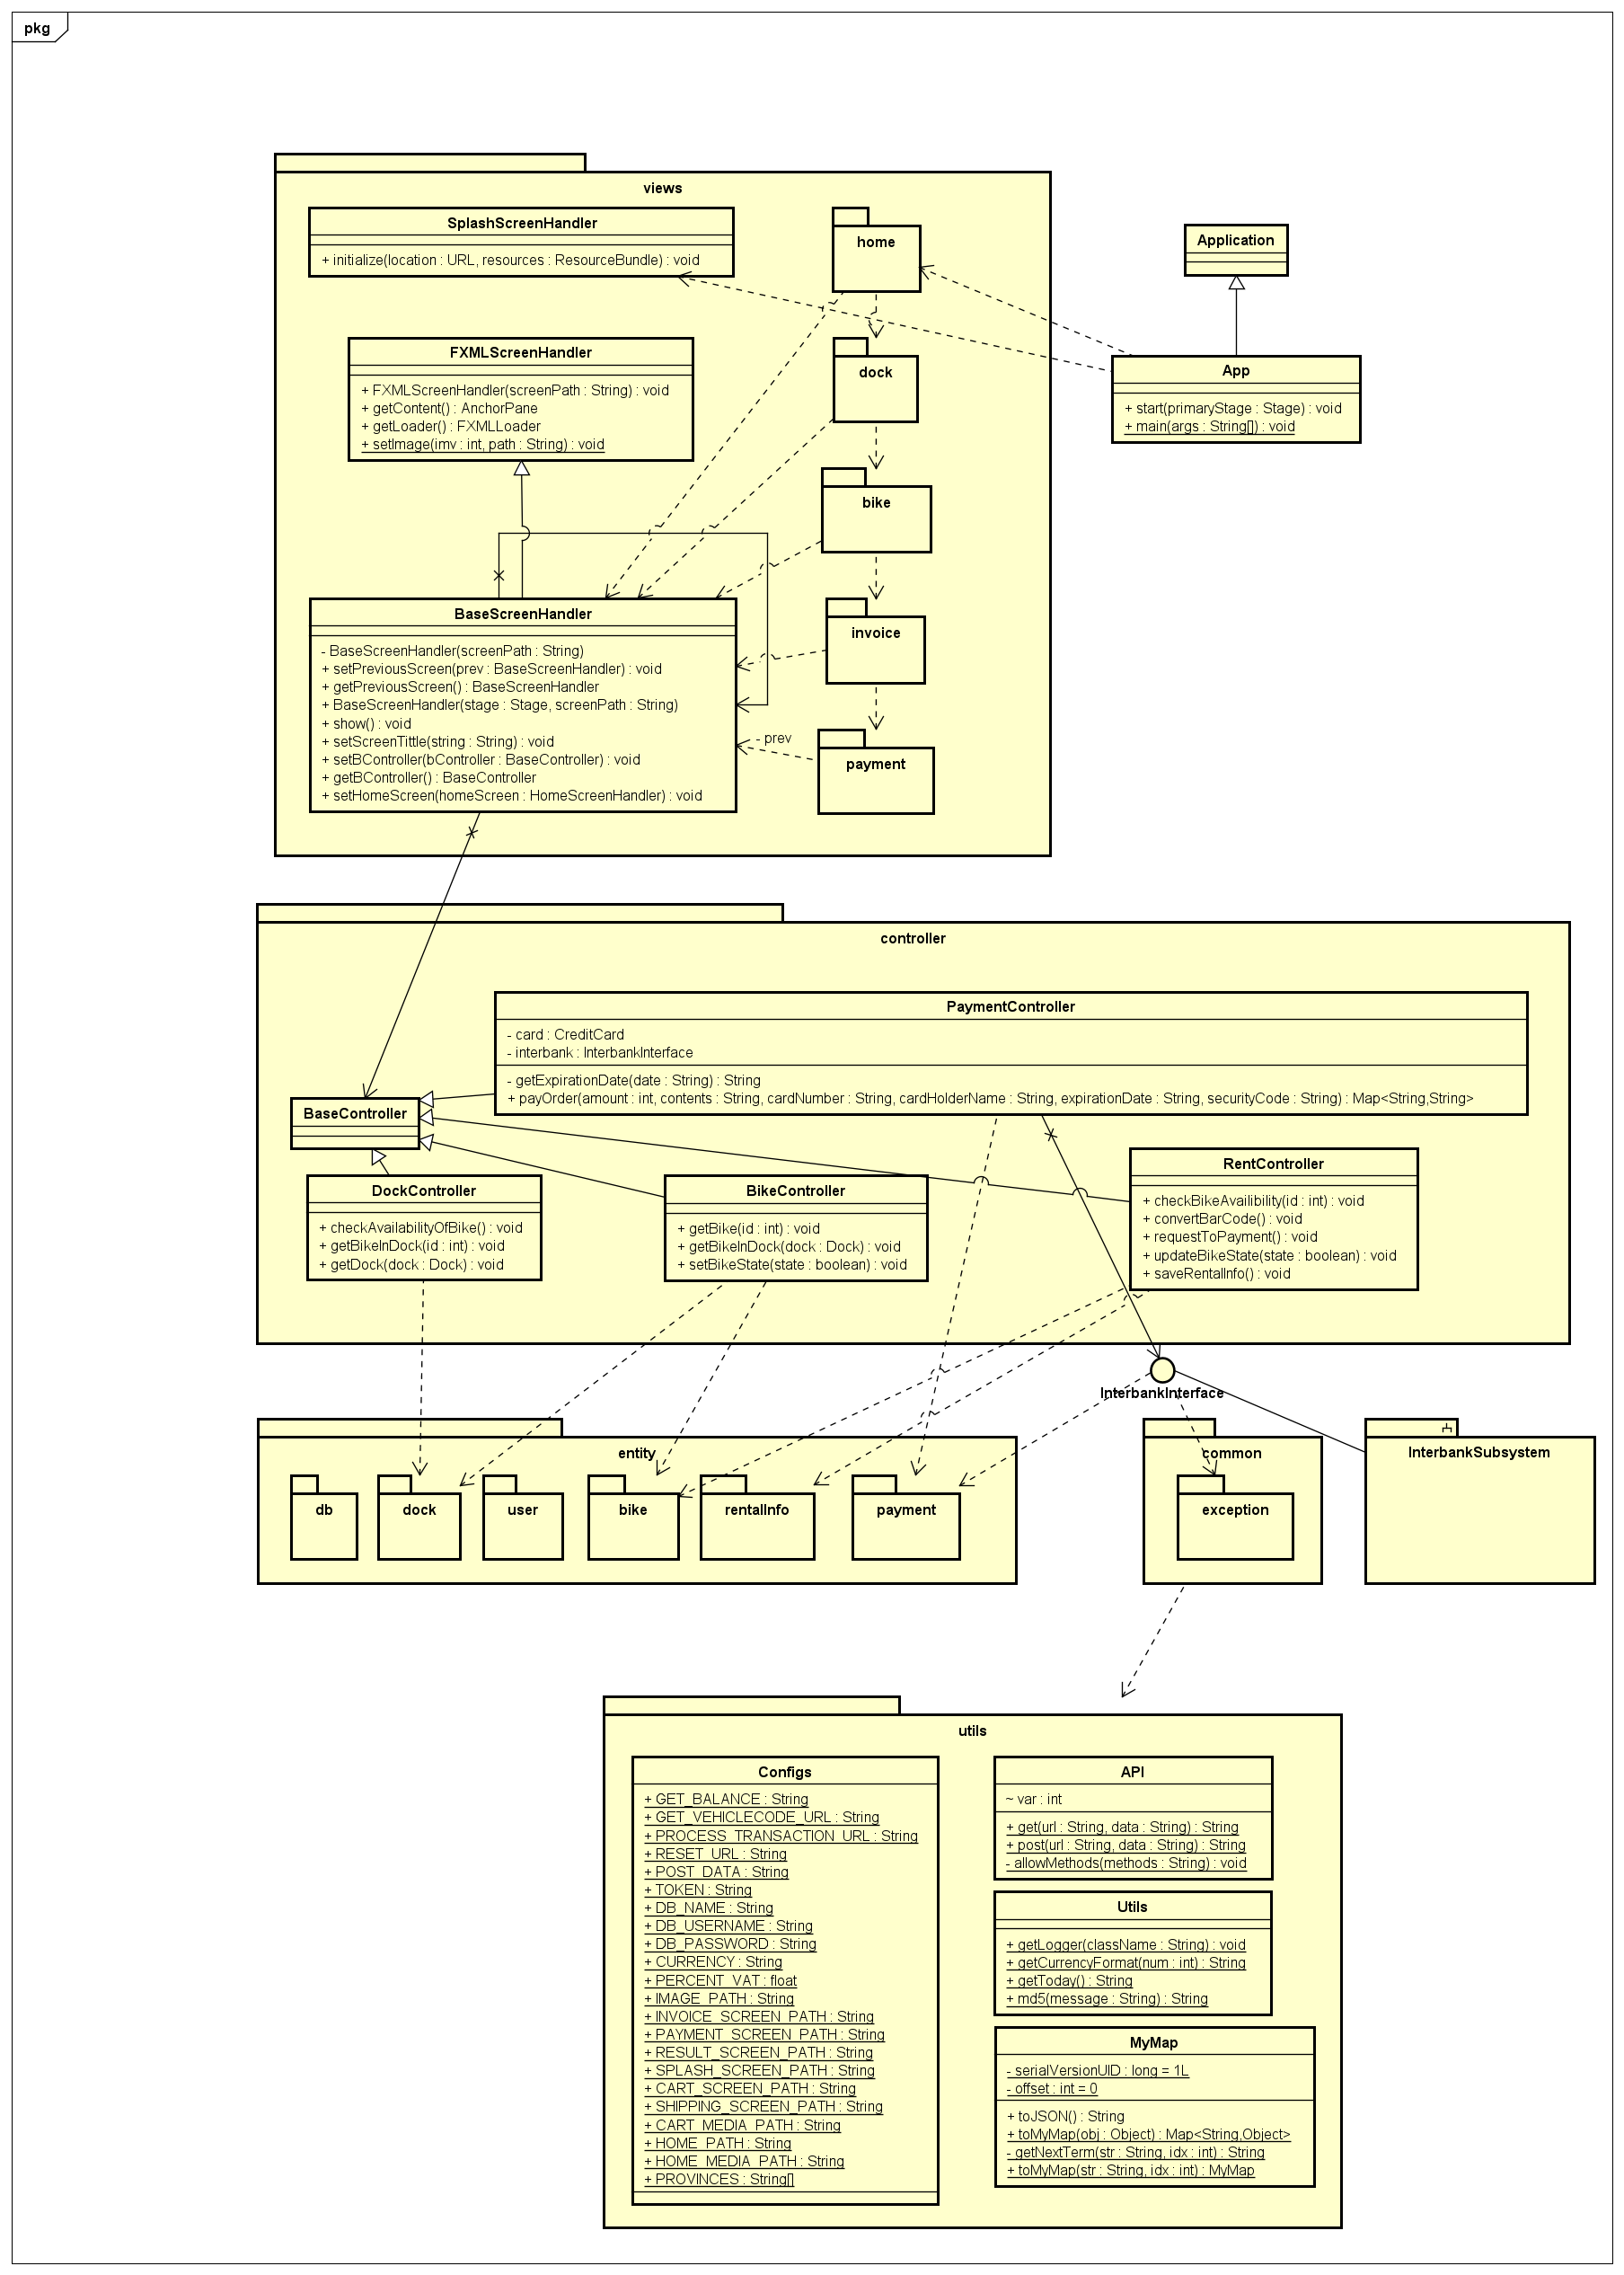 pkg
views
SplashScreenHandler
+ initialize(location : URL, resources : ResourceBundle) : void
home
Application
FXMLScreenHandler
+ FXMLScreenHandler(screenPath : String) : void
+ getContent() : AnchorPane
+ getLoader() : FXMLLoader
+ setImage(imv : int, path : String) : void
dock
App
+ start(primaryStage : Stage) : void
+ main(args : String[]) : void
bike
BaseScreenHandler
- BaseScreenHandler(screenPath : String)
+ setPreviousScreen(prev : BaseScreenHandler) : void
+ getPreviousScreen() : BaseScreenHandler
+ BaseScreenHandler(stage : Stage, screenPath : String)
+ show() : void
+ setScreenTittle(string : String) : void
+ setBController(bController : BaseController) : void
+ getBController() : BaseController
+ setHomeScreen(homeScreen : HomeScreenHandler) : void
invoice
- prev
payment
controller
PaymentController
- card : CreditCard
- interbank : InterbankInterface
- getExpirationDate(date : String) : String
+ payOrder(amount : int, contents : String, cardNumber : String, cardHolderName : String, expirationDate : String, securityCode : String) : Map<String,String>
BaseController
DockController
+ checkAvailabilityOfBike() : void
+ getBikeInDock(id : int) : void
+ getDock(dock : Dock) : void
BikeController
+ getBike(id : int) : void
+ getBikeInDock(dock : Dock) : void
+ setBikeState(state : boolean) : void
RentController
+ checkBikeAvailibility(id : int) : void
+ convertBarCode() : void
+ requestToPayment() : void
+ updateBikeState(state : boolean) : void
+ saveRentalInfo() : void
InterbankInterface
entity
db
dock
user
bike
rentalInfo
payment
common
exception
InterbankSubsystem
utils
Configs
+ GET_BALANCE : String
+ GET_VEHICLECODE_URL : String
+ PROCESS_TRANSACTION_URL : String
+ RESET_URL : String
+ POST_DATA : String
+ TOKEN : String
+ DB_NAME : String
+ DB_USERNAME : String
+ DB_PASSWORD : String
+ CURRENCY : String
+ PERCENT_VAT : float
+ IMAGE_PATH : String
+ INVOICE_SCREEN_PATH : String
+ PAYMENT_SCREEN_PATH : String
+ RESULT_SCREEN_PATH : String
+ SPLASH_SCREEN_PATH : String
+ CART_SCREEN_PATH : String
+ SHIPPING_SCREEN_PATH : String
+ CART_MEDIA_PATH : String
+ HOME_PATH : String
+ HOME_MEDIA_PATH : String
+ PROVINCES : String[]
API
~ var : int
+ get(url : String, data : String) : String
+ post(url : String, data : String) : String
- allowMethods(methods : String) : void
Utils
+ getLogger(className : String) : void
+ getCurrencyFormat(num : int) : String
+ getToday() : String
+ md5(message : String) : String
MyMap
- serialVersionUID : long = 1L
- offset : int = 0
+ toJSON() : String
+ toMyMap(obj : Object) : Map<String,Object>
- getNextTerm(str : String, idx : int) : String
+ toMyMap(str : String, idx : int) : MyMap